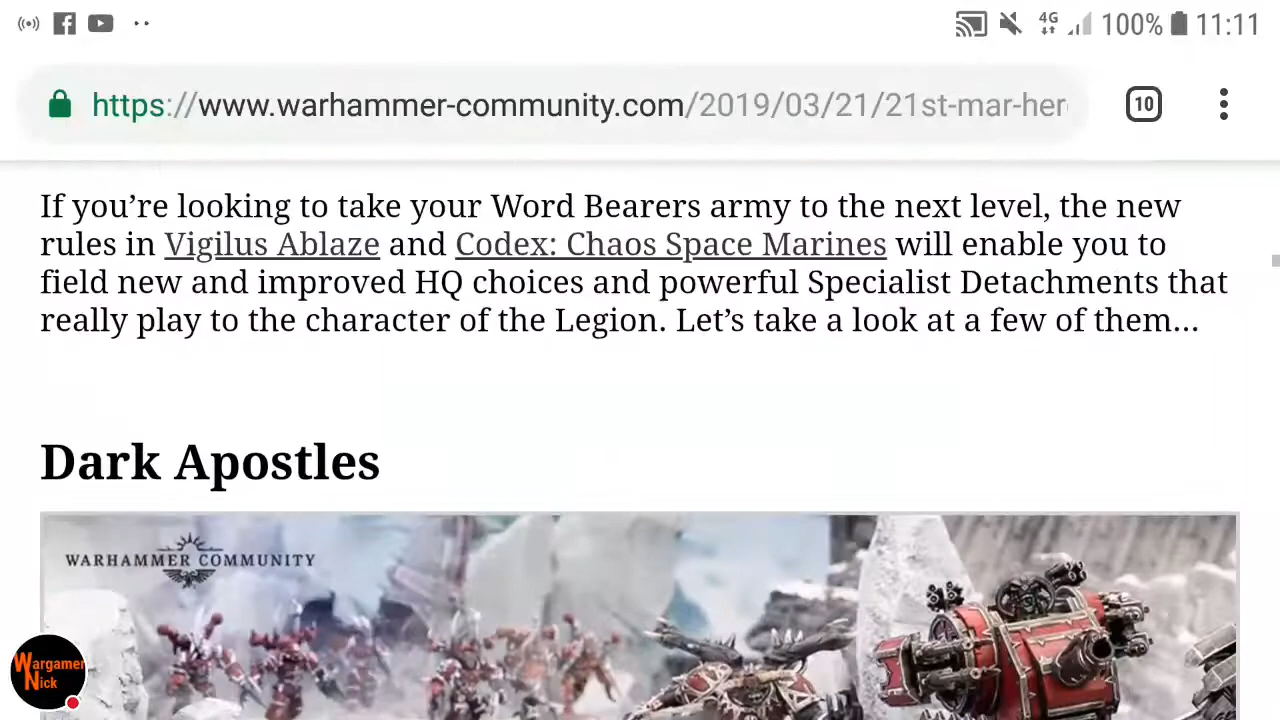 4G
100%
11:11
https://www.warhammer-community.com/2019/03/21/21st-mar-her
10
If you’re looking to take your Word Bearers army to the next level, the new
rules in Vigilus Ablaze and Codex: Chaos Space Marines will enable you to
field new and improved HQ choices and powerful Specialist Detachments that
really play to the character of the Legion. Let’s take a look at a few of them...
Dark Apostles
WARHAMMER COMMUNITY
Wargamer
Nick